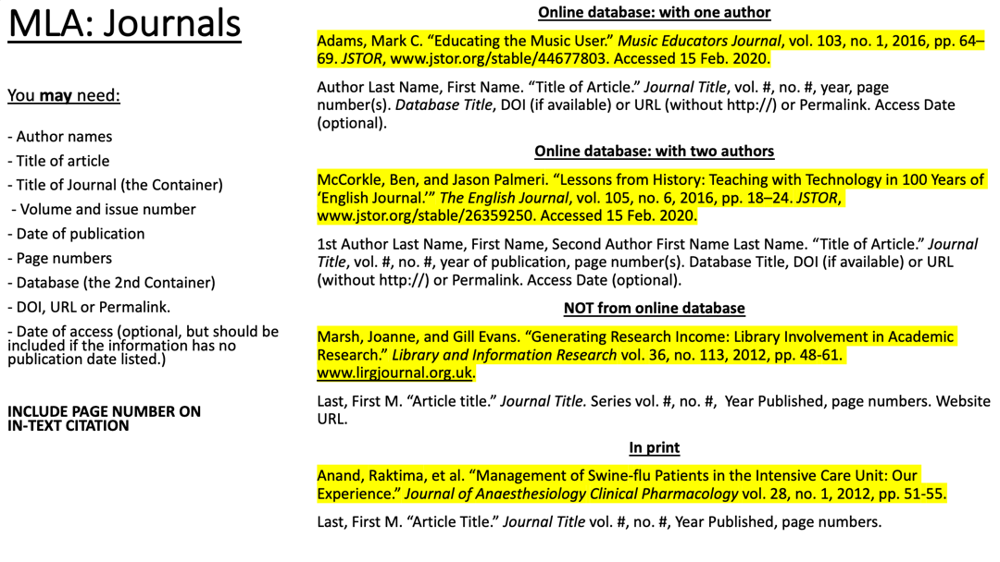 MLA: Journals
You may need:
- Author names
- Title of article
- Title of Journal (the Container)
- Volume and issue number
- Date of publication
- Page numbers
- Database (the 2nd Container)
- DOI, URL or Permalink.
- Date of access (optional, but should be
included if the information has no
publication date listed.)
INCLUDE PAGE NUMBER ON
IN-TEXT CITATION
Online database: with one author
Adams, Mark C. “Educating the Music User.” Music Educators Journal, vol. 103, no. 1, 2016, pp. 64–
69. JSTOR, www.jstor.org/stable/44677803. Accessed 15 Feb. 2020.
Author Last Name, First Name. “Title of Article.” Journal Title, vol. #, no. #, year, page
number(s). Database Title, DOI (if available) or URL (without http://) or Permalink. Access Date
(optional).
Online database: with two authors
McCorkle, Ben, and Jason Palmeri. “Lessons from History: Teaching with Technology in 100 Years of
‘English Journal.’” The English Journal, vol. 105, no. 6, 2016, pp. 18–24. JSTOR,
www.jstor.org/stable/26359250. Accessed 15 Feb. 2020.
1st Author Last Name, First Name, Second Author First Name Last Name. “Title of Article.” Journal
Title, vol. #, no. #, year of publication, page number(s). Database Title, DOI (if available) or URL
(without http://) or Permalink. Access Date (optional).
NOT from online database
Marsh, Joanne, and Gill Evans. “Generating Research Income: Library Involvement in Academic
Research.” Library and Information Research vol. 36, no. 113, 2012, pp. 48-61.
www.lirgjournal.org.uk.
Last, First M. “Article title.” Journal Title. Series vol. #, no. #, Year Published, page numbers. Website
URL.
In print
Anand, Raktima, et al. “Management of Swine-flu Patients in the Intensive Care Unit: Our
Experience.” Journal of Anaesthesiology Clinical Pharmacology vol. 28, no. 1, 2012, pp. 51-55.
Last, First M. “Article Title.” Journal Title vol. #, no. #, Year Published, page numbers.